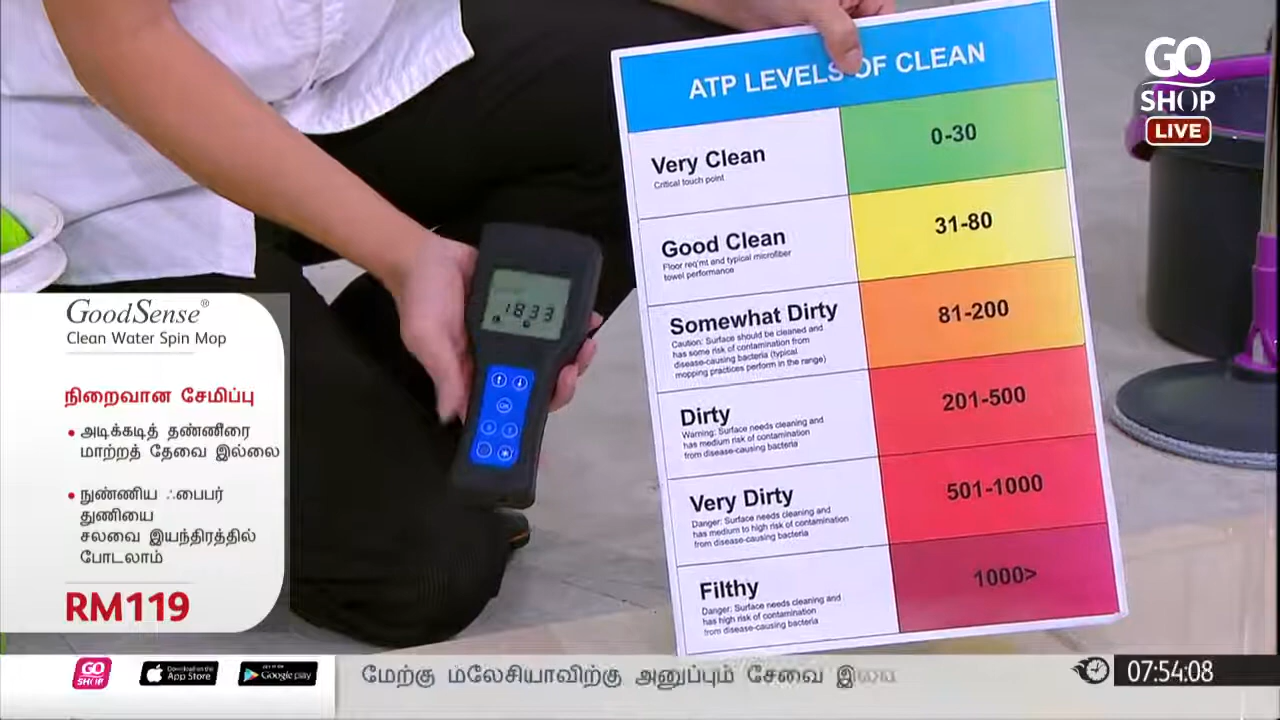 ATP LEVELS OF CLEAN
Very Clean
Critical touch point
0-30
Good Clean
Floor req'mt and typical microfiber
towel performance
31-80
Somewhat Dirty
Caution: Surface should be cleaned and
has some risk of contamination from
disease-causing bacteria (typical
mopping practices perform in the range)
81-200
Dirty
Warning: Surface needs cleaning and
has medium risk of contamination
from disease-causing bacteria
201-500
Very Dirty
Danger: Surface needs cleaning and
has medium to high risk of contamination
from disease-causing bacteria
501-1000
Filthy
Danger: Surface needs cleaning and
has high risk of contamination
from disease-causing bacteria
1000>
GO
SHOP
LIVE
1833
GoodSense®
Clean Water Spin Mop
நிறைவான சேமிப்பு
• அடிக்கடித் தண்ணீரை
மாற்றத் தேவை இல்லை
• நுண்ணிய ஃபைபர்
துணியை
சலவை இயந்திரத்தில்
போடலாம்
RM119
GO
SHOP
Download on the
App Store
Google play
மேற்கு மலேசியாவிற்கு அனுப்பும் சேவை
07:54:08